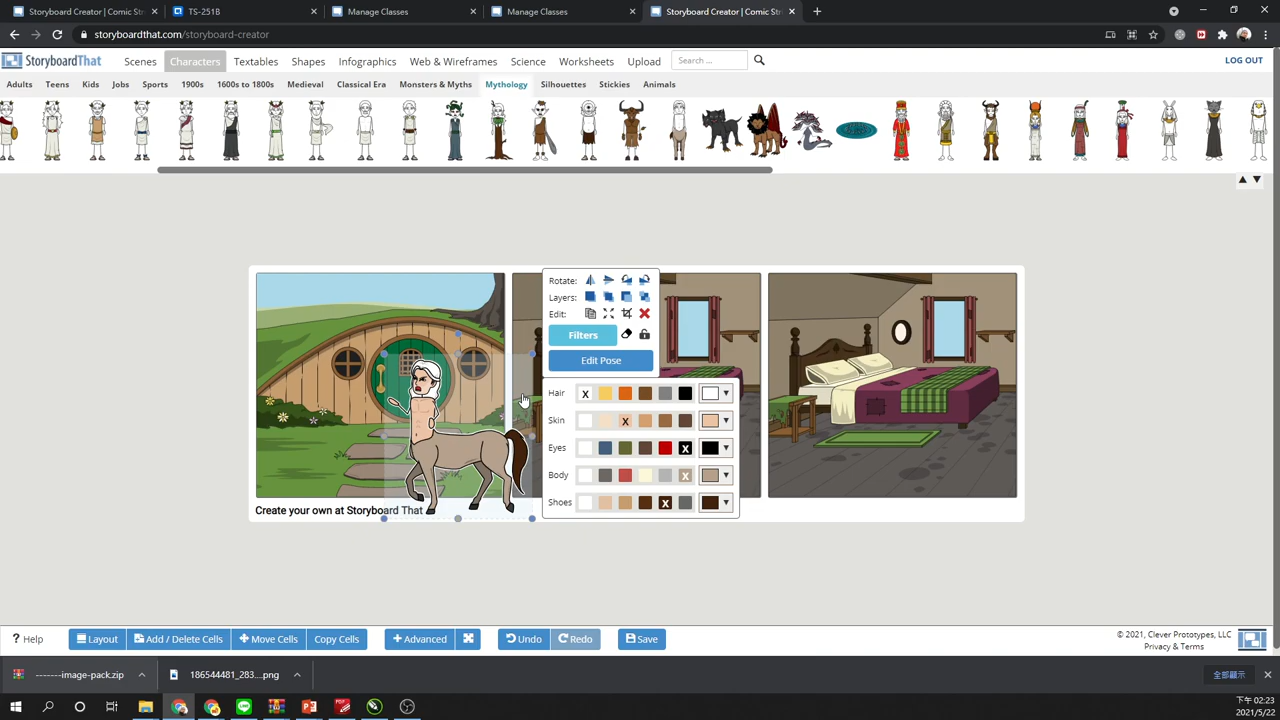 Storyboard Creator | Comic Str
TS-251B
Manage Classes
Manage Classes
Storyboard Creator | Comic Str
storyboardthat.com/storyboard-creator
StoryboardThat
Scenes
Characters
Textables
Shapes
Infographics
Web & Wireframes
Science
Worksheets
Upload
Search ...
LOG OUT
Adults
Teens
Kids
Jobs
Sports
1900s
1600s to 1800s
Medieval
Classical Era
Monsters & Myths
Mythology
Silhouettes
Stickies
Animals
Rotate:
Layers:
Edit:
Filters
Edit Pose
Hair
X
Skin
X
Eyes
X
Body
X
Shoes
X
Create your own at Storyboard That
? Help
Layout
Add / Delete Cells
Move Cells
Copy Cells
Advanced
Undo
Redo
Save
© 2021, Clever Prototypes, LLC
Privacy & Terms
-------image-pack.zip
186544481_283....png
全部顯示
下午 02:23
2021/5/22